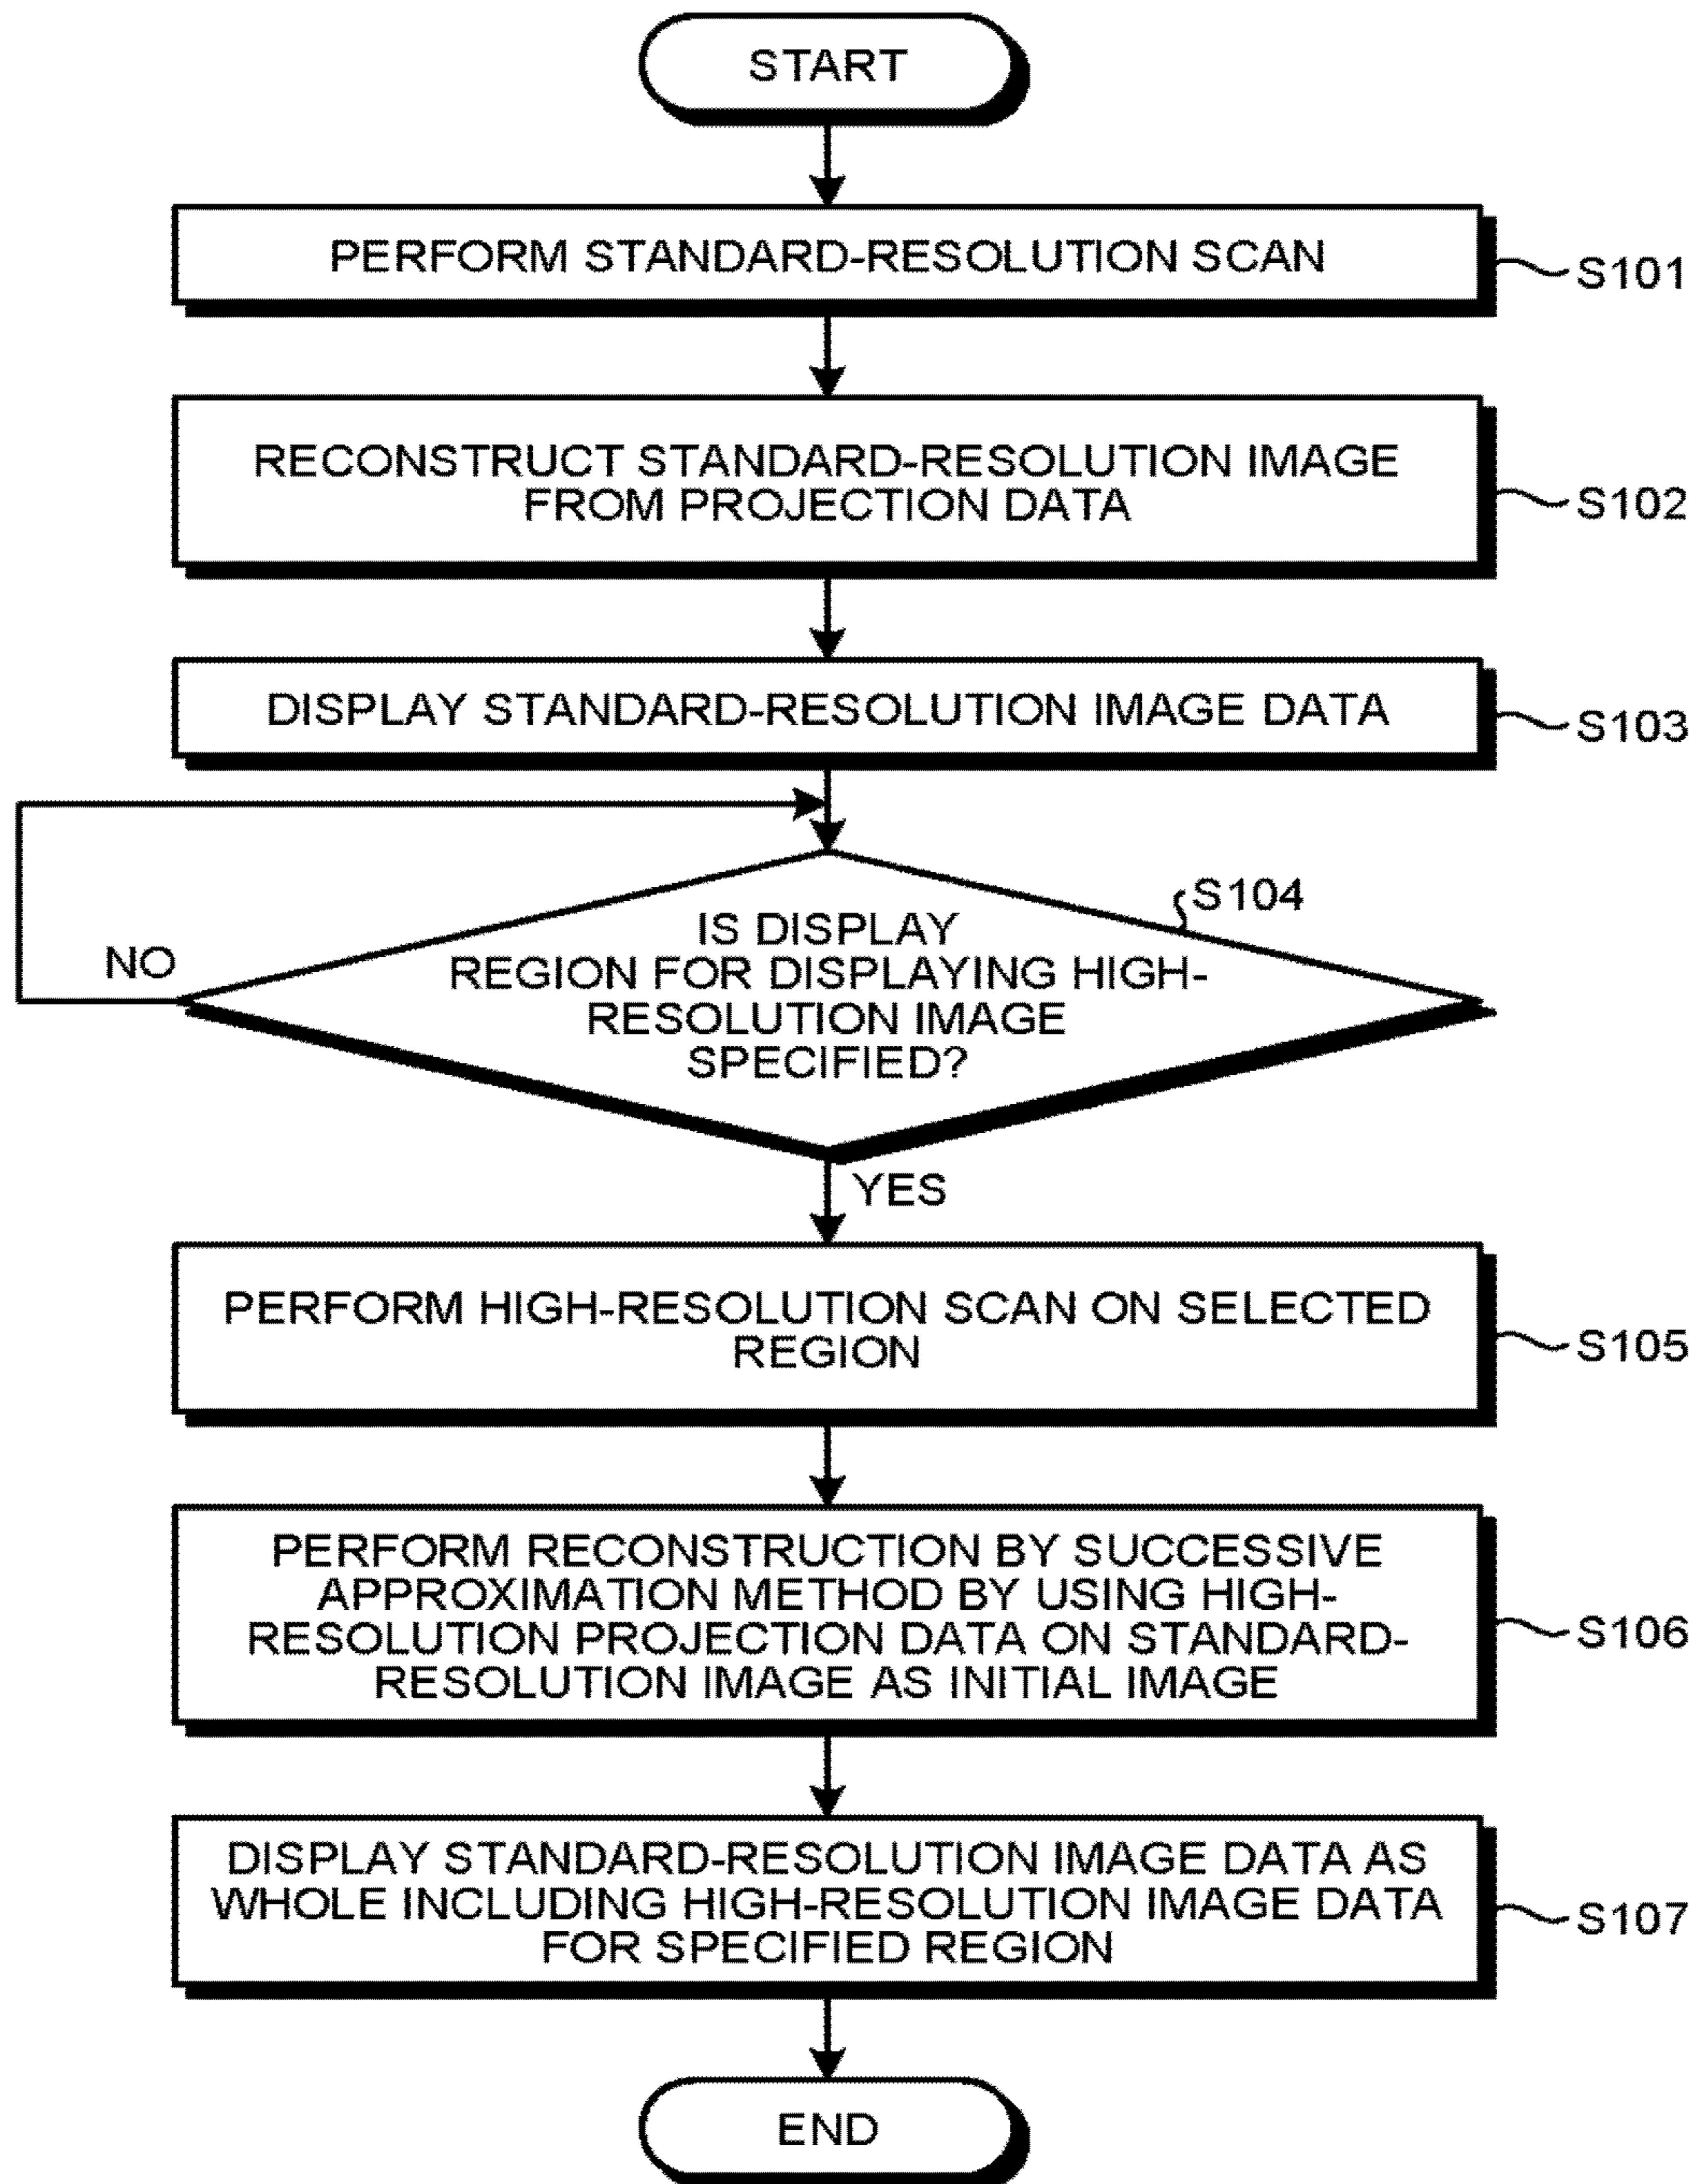 START
PERFORM STANDARD-RESOLUTION SCAN
S101
RECONSTRUCT STANDARD-RESOLUTION IMAGE
FROM PROJECTION DATA
S102
DISPLAY STANDARD-RESOLUTION IMAGE DATA
S103
S104
IS DISPLAY
REGION FOR DISPLAYING HIGH-
RESOLUTION IMAGE
SPECIFIED?
NO
YES
PERFORM HIGH-RESOLUTION SCAN ON SELECTED
REGION
S105
PERFORM RECONSTRUCTION BY SUCCESSIVE
APPROXIMATION METHOD BY USING HIGH-
RESOLUTION PROJECTION DATA ON STANDARD-
RESOLUTION IMAGE AS INITIAL IMAGE
S106
DISPLAY STANDARD-RESOLUTION IMAGE DATA AS
WHOLE INCLUDING HIGH-RESOLUTION IMAGE DATA
FOR SPECIFIED REGION
S107
END